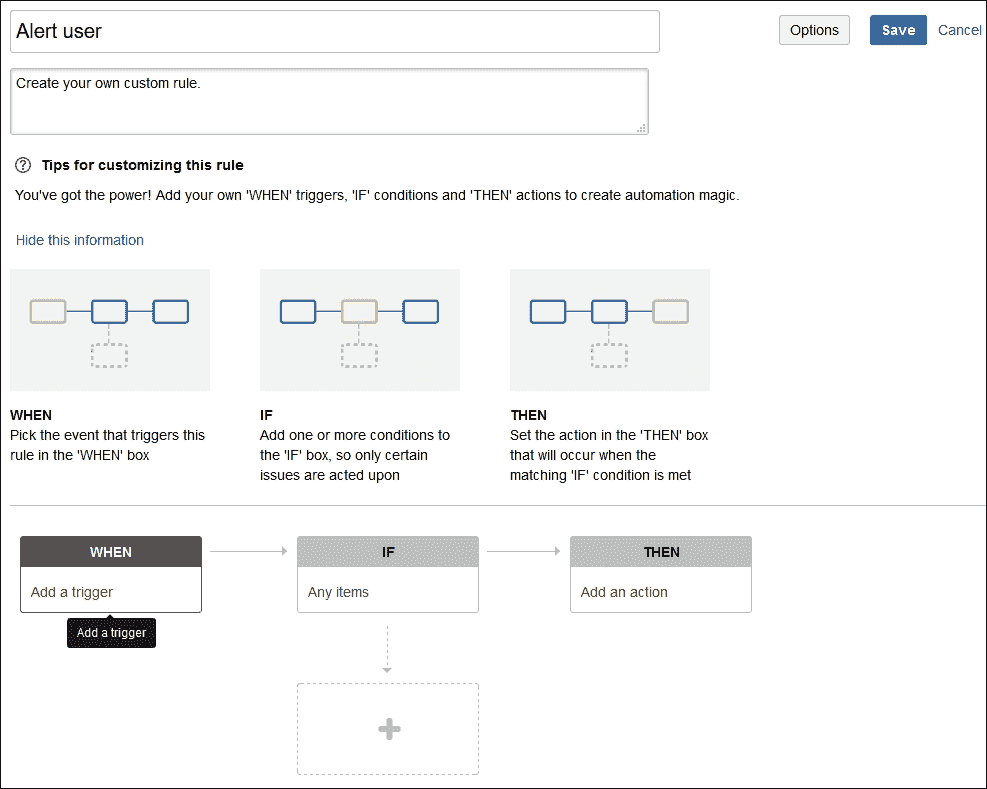 Alert user
Options
Save
Cancel
Create your own custom rule.
? Tips for customizing this rule
You've got the power! Add your own 'WHEN' triggers, 'IF' conditions and 'THEN' actions to create automation magic.
Hide this information
WHEN
Pick the event that triggers this
rule in the 'WHEN' box
IF
Add one or more conditions to
the 'IF' box, so only certain
issues are acted upon
THEN
Set the action in the 'THEN' box
that will occur when the
matching 'IF' condition is met
WHEN
Add a trigger
Add a trigger
IF
Any items
THEN
Add an action